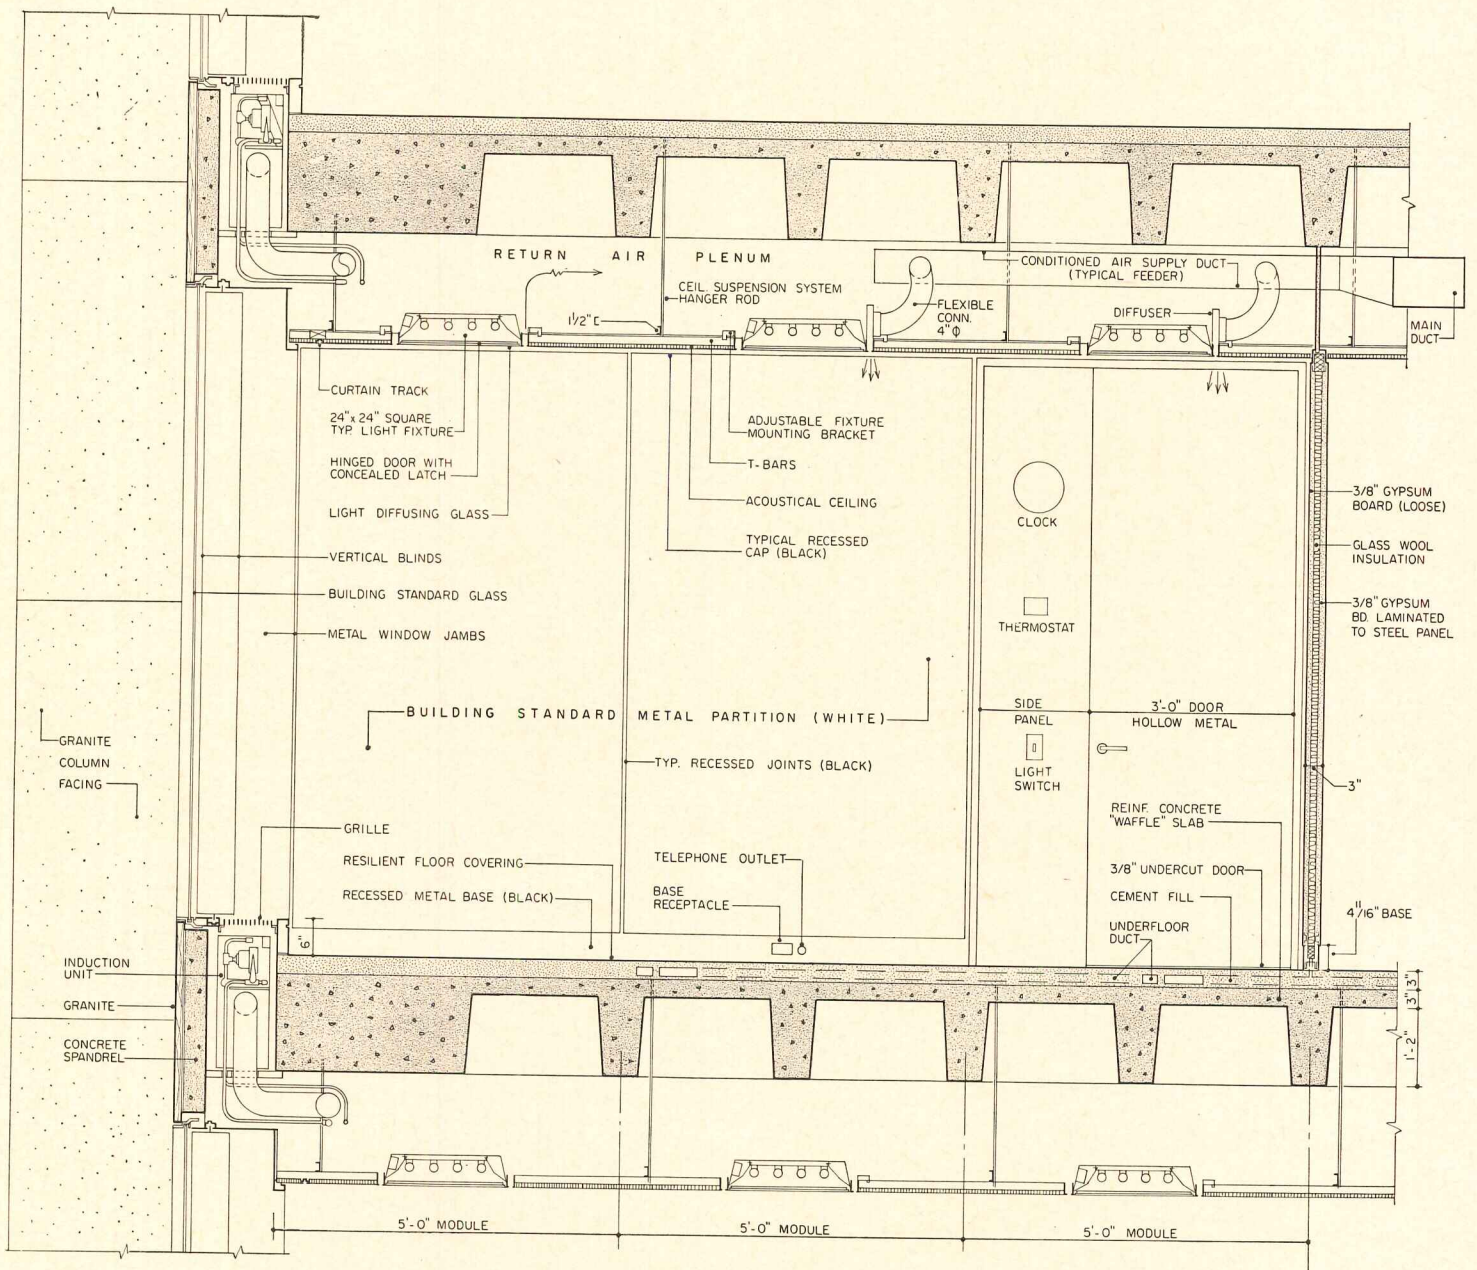 RETURN AIR PLENUM
CONDITIONED AIR SUPPLY DUCT
(TYPICAL FEEDER)
CEIL. SUSPENSION SYSTEM
HANGER ROD
1 1/2" [
FLEXIBLE
CONN.
4" Φ
DIFFUSER
MAIN
DUCT
CURTAIN TRACK
24" x 24" SQUARE
TYP. LIGHT FIXTURE
HINGED DOOR WITH
CONCEALED LATCH
LIGHT DIFFUSING GLASS
VERTICAL BLINDS
BUILDING STANDARD GLASS
METAL WINDOW JAMBS
ADJUSTABLE FIXTURE
MOUNTING BRACKET
T-BARS
ACOUSTICAL CEILING
TYPICAL RECESSED
CAP (BLACK)
CLOCK
THERMOSTAT
3/8" GYPSUM
BOARD (LOOSE)
GLASS WOOL
INSULATION
3/8" GYPSUM
BD. LAMINATED
TO STEEL PANEL
BUILDING STANDARD METAL PARTITION (WHITE)
SIDE
PANEL
3'-0" DOOR
HOLLOW METAL
LIGHT
SWITCH
GRANITE
COLUMN
FACING
TYP. RECESSED JOINTS (BLACK)
3"
REINF. CONCRETE
"WAFFLE" SLAB
GRILLE
RESILIENT FLOOR COVERING
RECESSED METAL BASE (BLACK)
TELEPHONE OUTLET
BASE
RECEPTACLE
3/8" UNDERCUT DOOR
CEMENT FILL
UNDERFLOOR
DUCT
4 11/16" BASE
6"
INDUCTION
UNIT
GRANITE
CONCRETE
SPANDREL
3"
3"
1'-2"
5'-0" MODULE
5'-0" MODULE
5'-0" MODULE